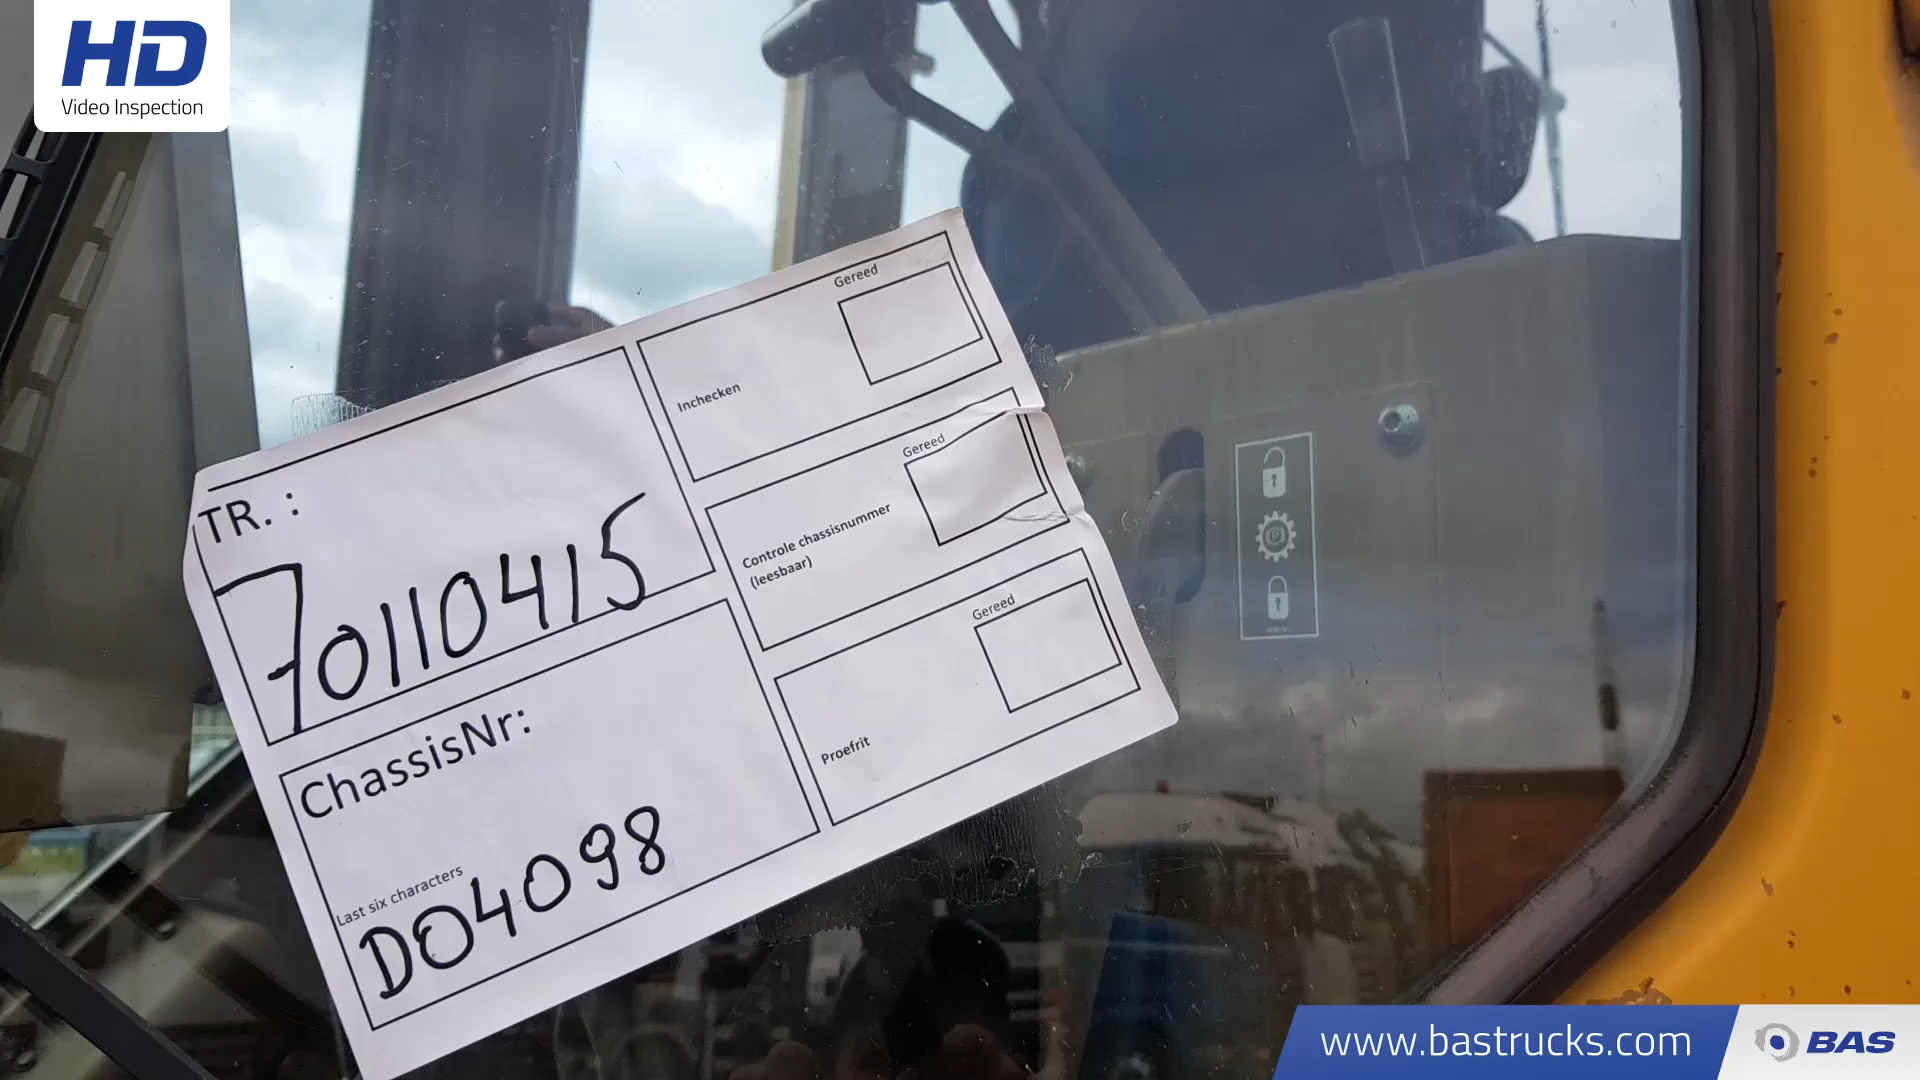 HD
Video Inspection
TR. :
70110415
ChassisNr:
Last six characters
D04098
Gereed
Inchecken
Gereed
Controle chassisnummer
(leesbaar)
Gereed
Proefrit
P
www.bastrucks.com
BAS